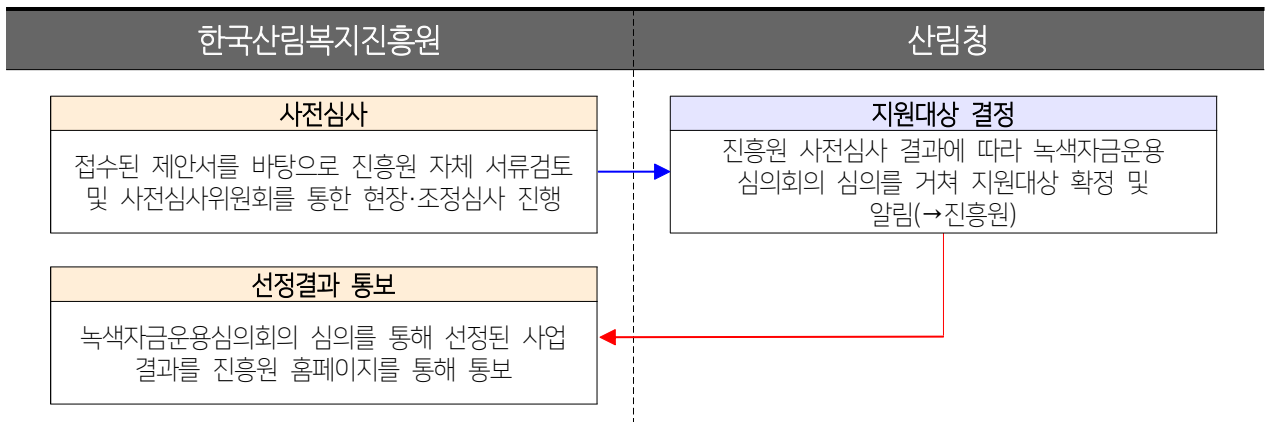 한국산림복지진흥원
산림청
사전심사
접수된 제안서를 바탕으로 진흥원 자체 서류검토
및 사전심사위원회를 통한 현장·조정심사 진행
지원대상 결정
진흥원 사전심사 결과에 따라 녹색자금운용
심의회의 심의를 거쳐 지원대상 확정 및
알림(→진흥원)
선정결과 통보
녹색자금운용심의회의 심의를 통해 선정된 사업
결과를 진흥원 홈페이지를 통해 통보